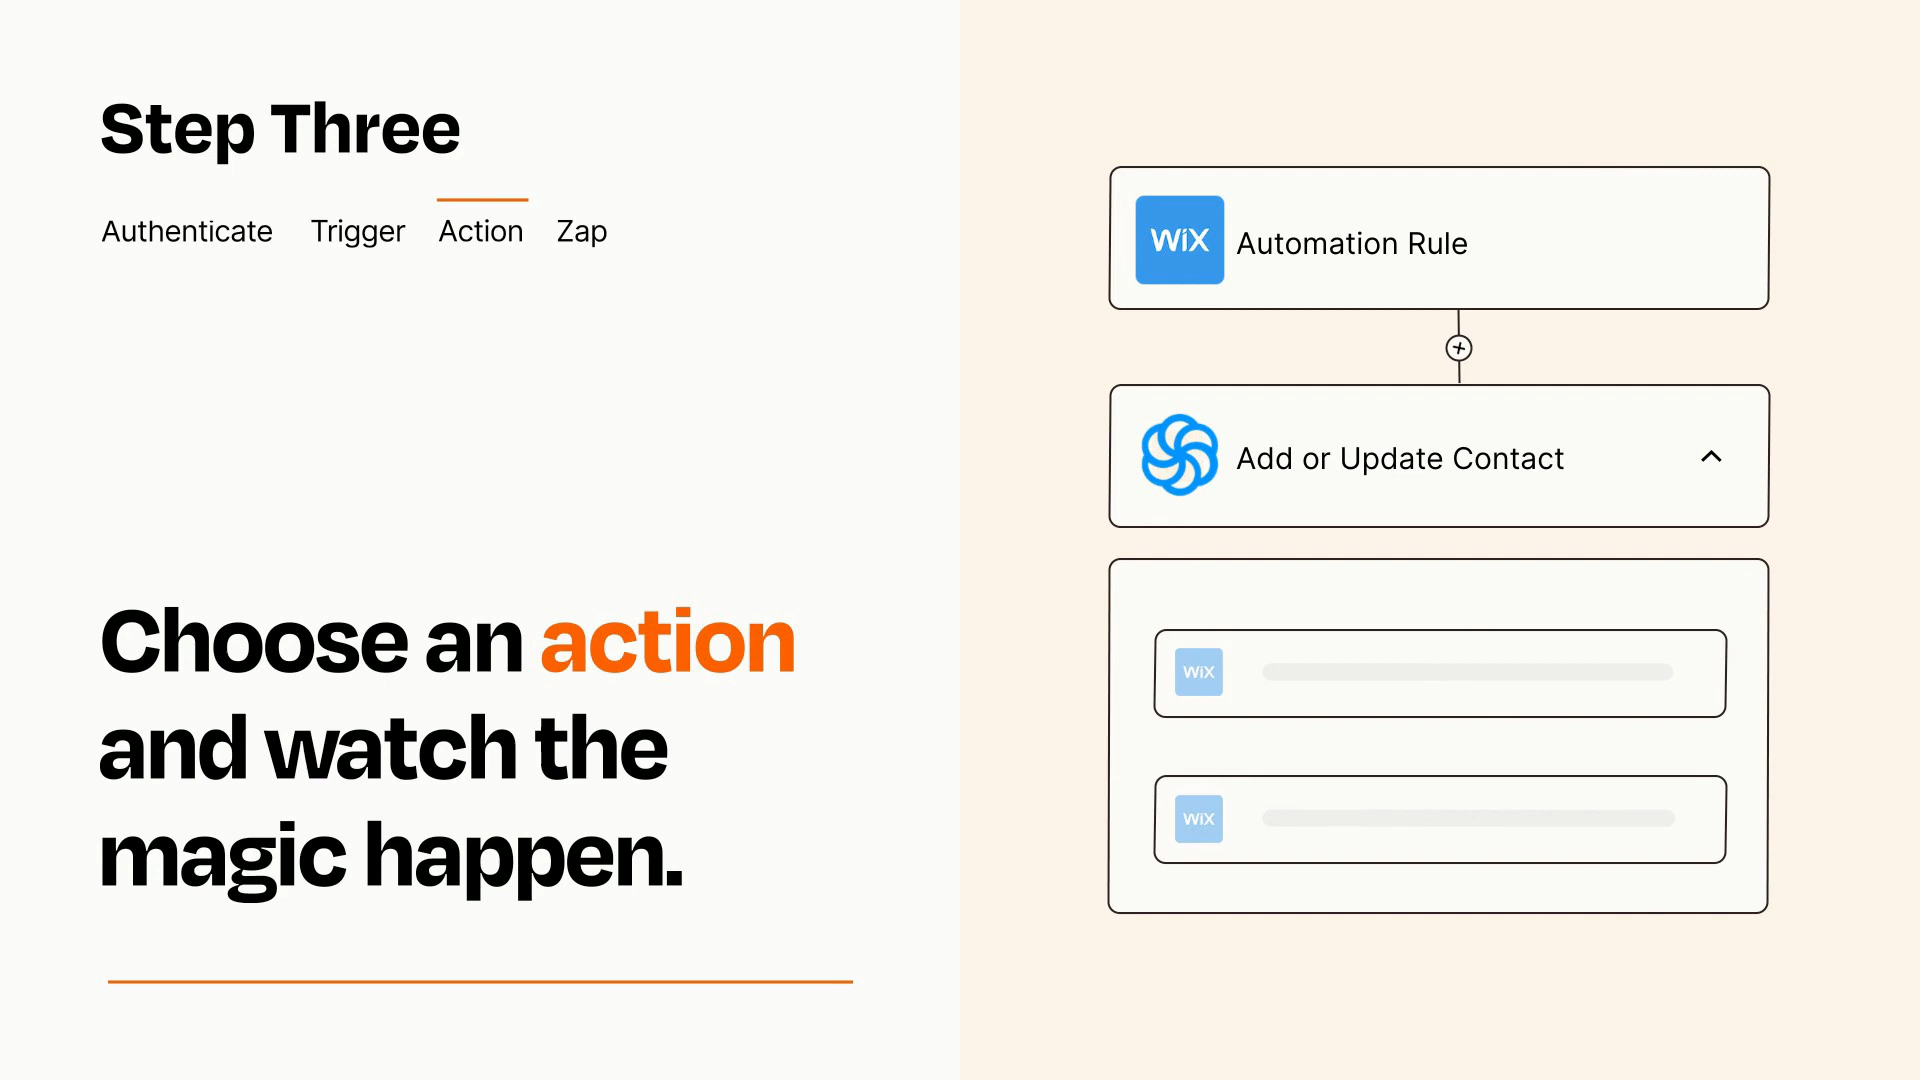 Step Three
Authenticate Trigger Action Zap
Choose an action
and watch the
magic happen.
WiX Automation Rule
Add or Update Contact
WiX
WiX